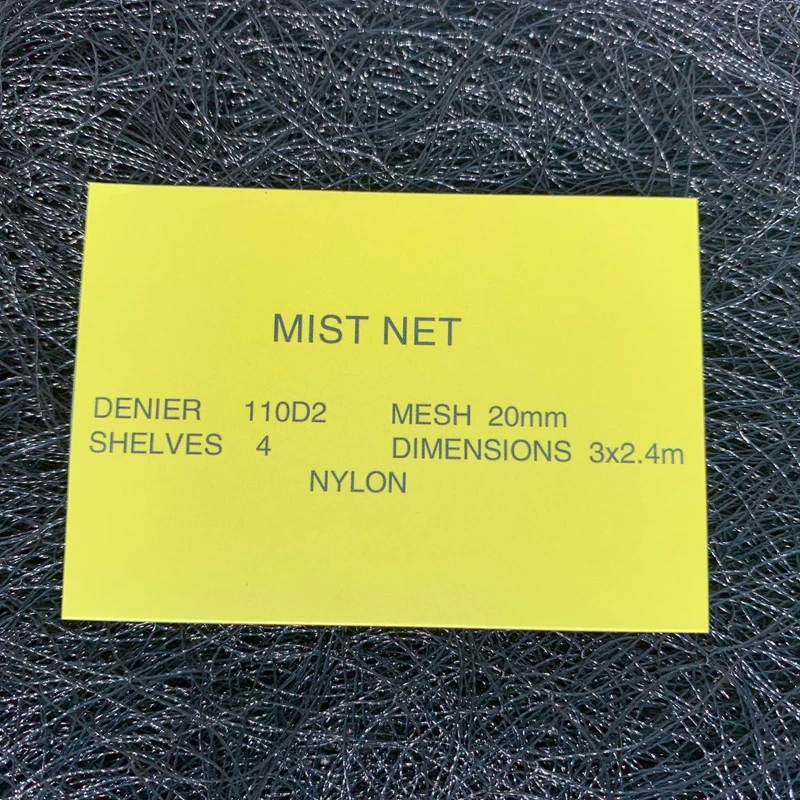 MIST NET
DENIER 110D2 MESH 20mm
SHELVES 4 DIMENSIONS 3x2.4m
NYLON